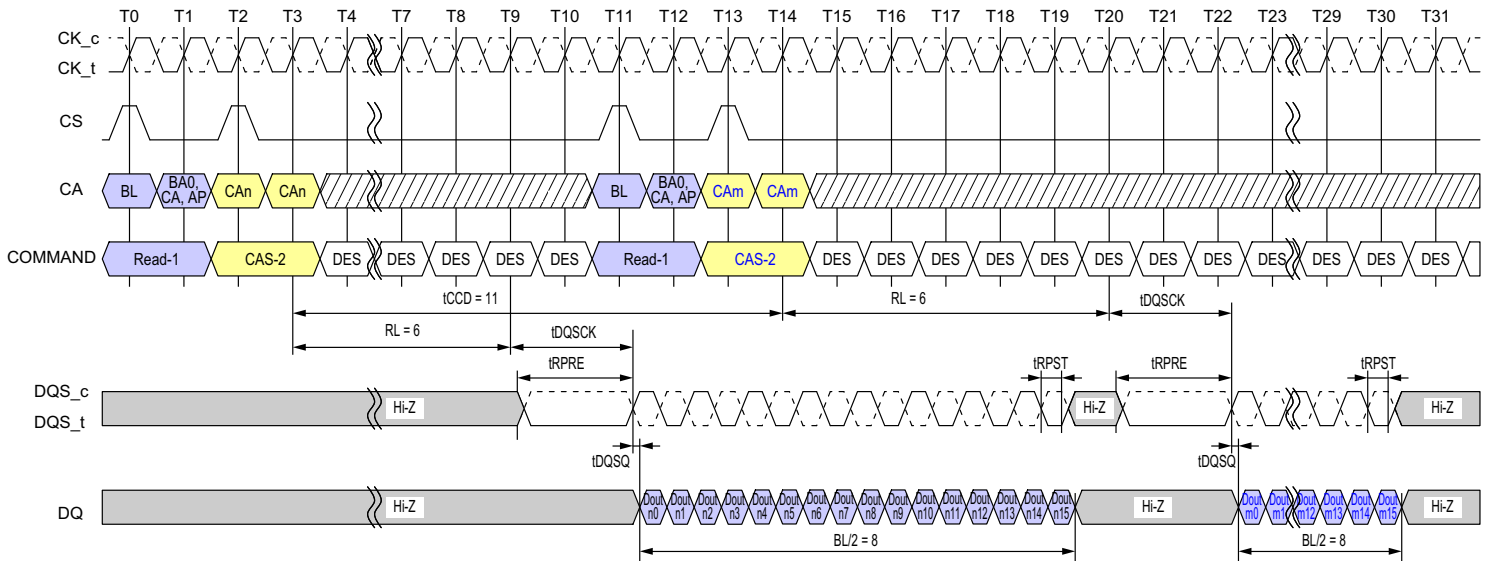 T0 T1 T2 T3 T4 T7 T8 T9 T10 T11 T12 T13 T14 T15 T16 T17 T18 T19 T20 T21 T22 T23 T29 T30 T31
CK_c
CK_t
CS
CA BL BA0, CA, AP CAn CAn BL BA0, CA, AP CAm CAm
COMMAND Read-1 CAS-2 DES DES DES DES DES Read-1 CAS-2 DES DES DES DES DES DES DES DES DES DES DES DES
tCCD = 11 RL = 6 tDQSCK
RL = 6 tDQSCK
tRPRE tRPST tRPRE tRPST
DQS_c
DQS_t
Hi-Z Hi-Z Hi-Z
tDQSQ tDQSQ
DQ Hi-Z Dout n0 Dout n1 Dout n2 Dout n3 Dout n4 Dout n5 Dout n6 Dout n7 Dout n8 Dout n9 Dout n10 Dout n11 Dout n12 Dout n13 Dout n14 Dout n15 Hi-Z Dout m0 Dout m1 Dout m12 Dout m13 Dout m14 Dout m15 Hi-Z
BL/2 = 8 BL/2 = 8